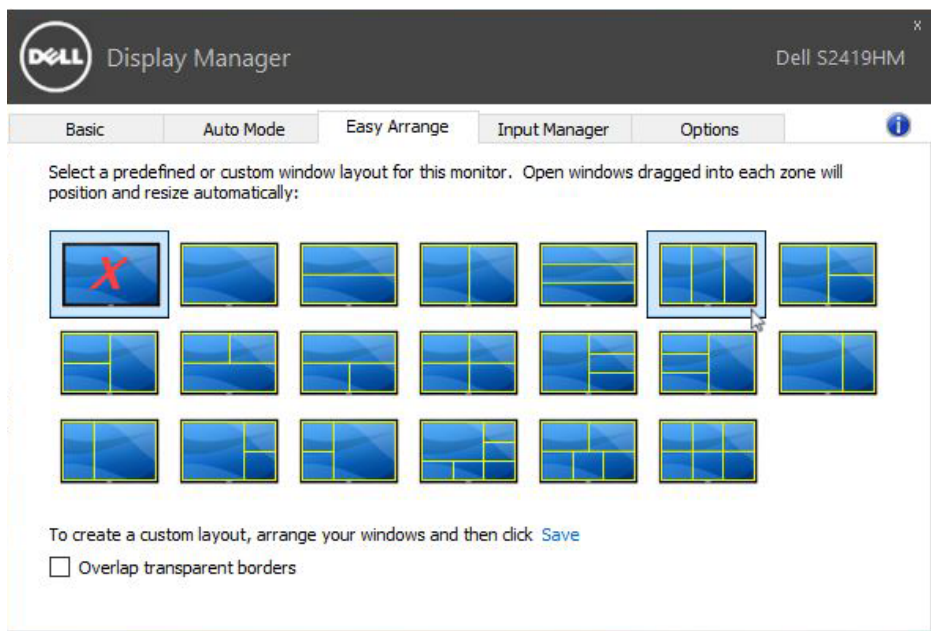 x
DELL
Display Manager
Dell S2419HM
Basic
Auto Mode
Easy Arrange
Input Manager
Options
i
Select a predefined or custom window layout for this monitor. Open windows dragged into each zone will
position and resize automatically:
X
To create a custom layout, arrange your windows and then click Save
Overlap transparent borders